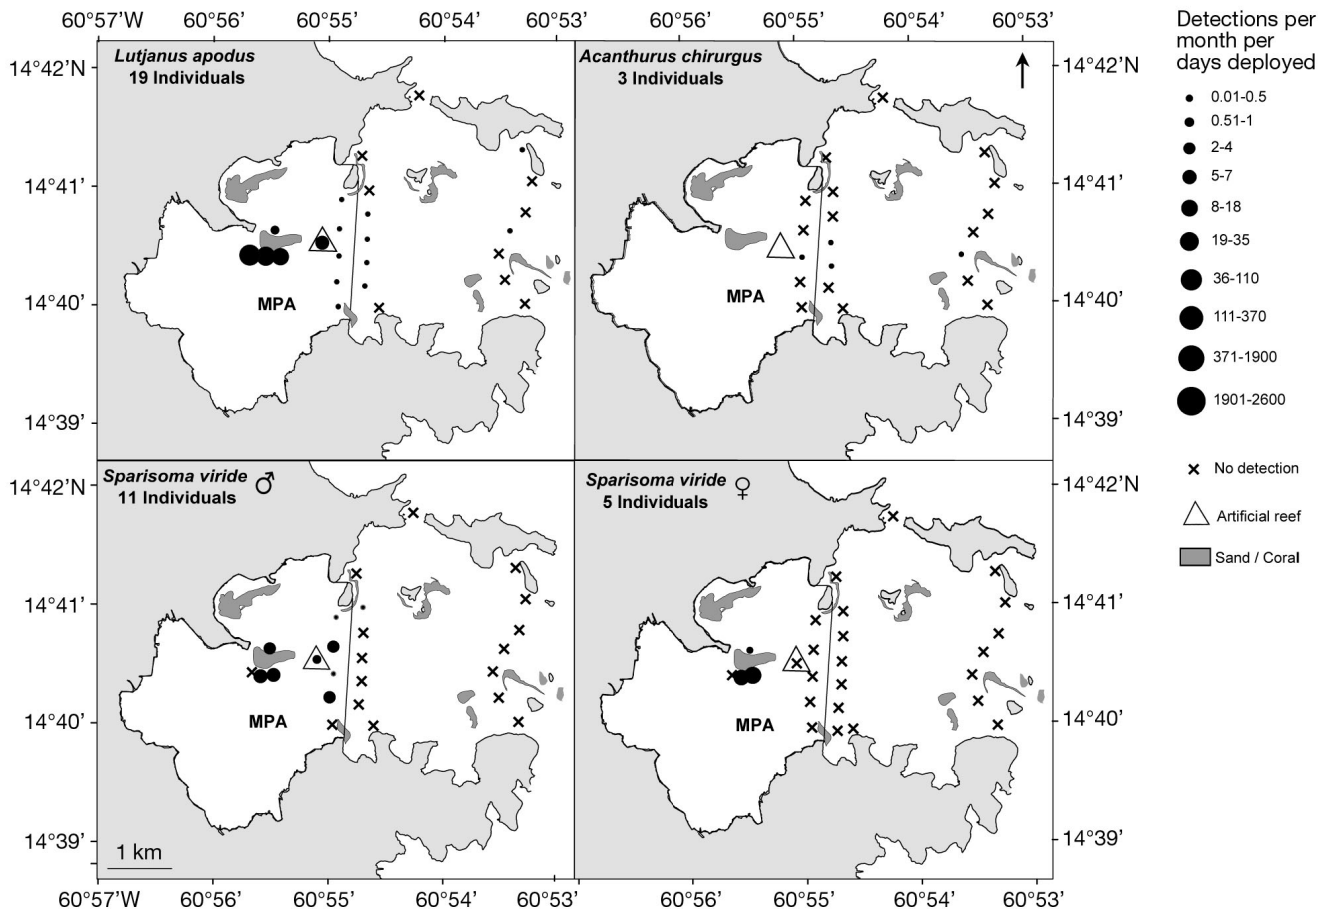 60°57'W 60°56' 60°55' 60°54' 60°53' 60°56' 60°55' 60°54' 60°53'
Lutjanus apodus
19 Individuals
14°42'N
14°41'
14°40'
14°39'
MPA
Acanthurus chirurgus
3 Individuals
14°42'N
14°41'
14°40'
14°39'
MPA
Sparisoma viride ♂
11 Individuals
14°42'N
14°41'
14°40'
14°39'
MPA
1 km
Sparisoma viride ♀
5 Individuals
14°42'N
14°41'
14°40'
14°39'
MPA
60°57'W 60°56' 60°55' 60°54' 60°53' 60°56' 60°55' 60°54' 60°53'
Detections per
month per
days deployed
0.01-0.5
0.51-1
2-4
5-7
8-18
19-35
36-110
111-370
371-1900
1901-2600
No detection
Artificial reef
Sand / Coral